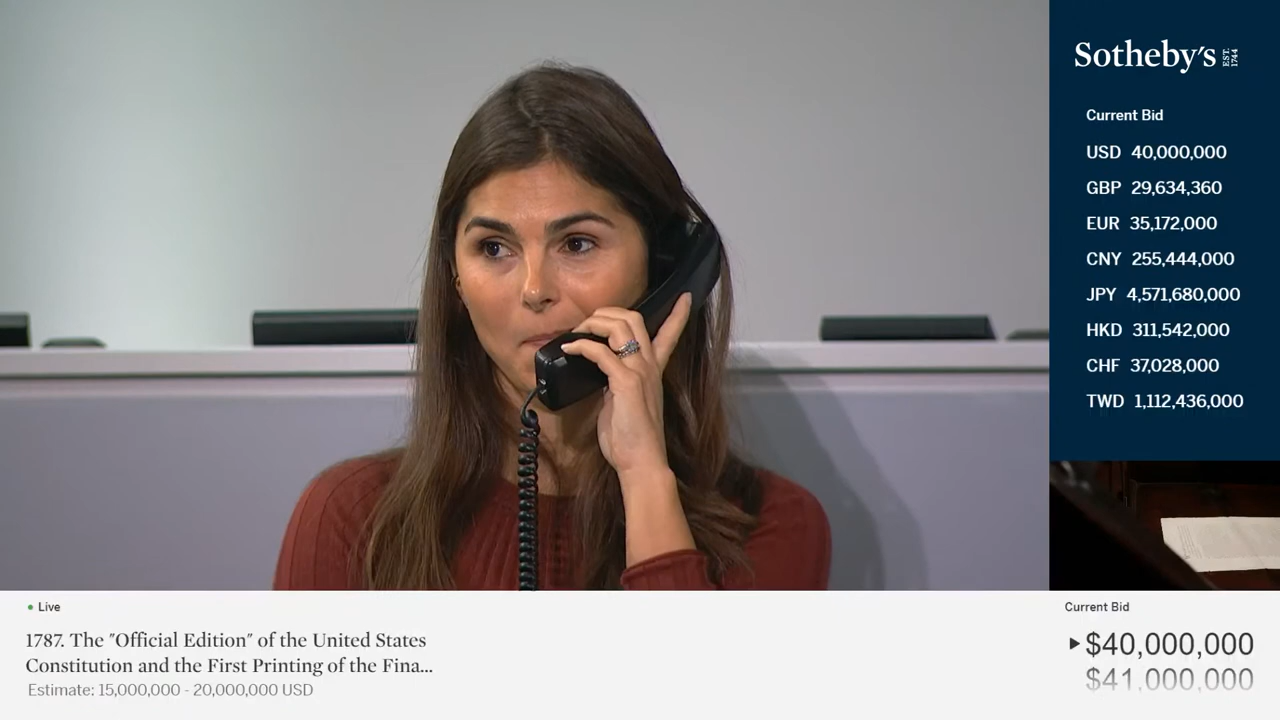 Sotheby's EST. 1744
Current Bid
USD 40,000,000
GBP 29,634,360
EUR 35,172,000
CNY 255,444,000
JPY 4,571,680,000
HKD 311,542,000
CHF 37,028,000
TWD 1,112,436,000
Live
1787. The "Official Edition" of the United States
Constitution and the First Printing of the Fina...
Estimate: 15,000,000 - 20,000,000 USD
Current Bid
$40,000,000
$41,000,000